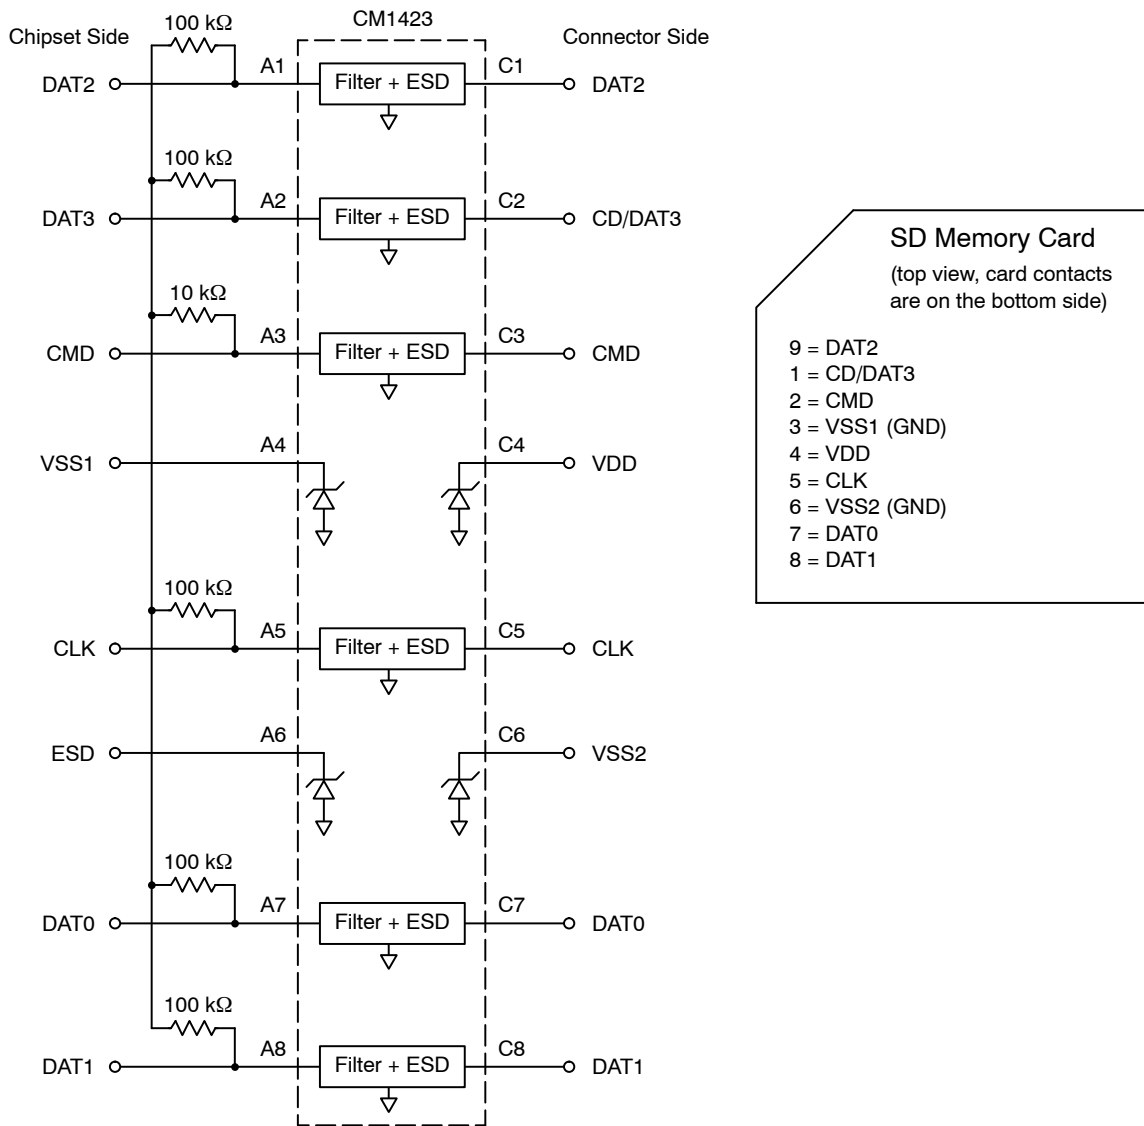 CM1423
Chipset Side
Connector Side
100 kΩ
DAT2
A1
Filter + ESD
C1
DAT2
100 kΩ
DAT3
A2
Filter + ESD
C2
CD/DAT3
10 kΩ
CMD
A3
Filter + ESD
C3
CMD
VSS1
A4
C4
VDD
100 kΩ
CLK
A5
Filter + ESD
C5
CLK
ESD
A6
C6
VSS2
100 kΩ
DAT0
A7
Filter + ESD
C7
DAT0
100 kΩ
DAT1
A8
Filter + ESD
C8
DAT1
SD Memory Card
(top view, card contacts
are on the bottom side)
9 = DAT2
1 = CD/DAT3
2 = CMD
3 = VSS1 (GND)
4 = VDD
5 = CLK
6 = VSS2 (GND)
7 = DAT0
8 = DAT1